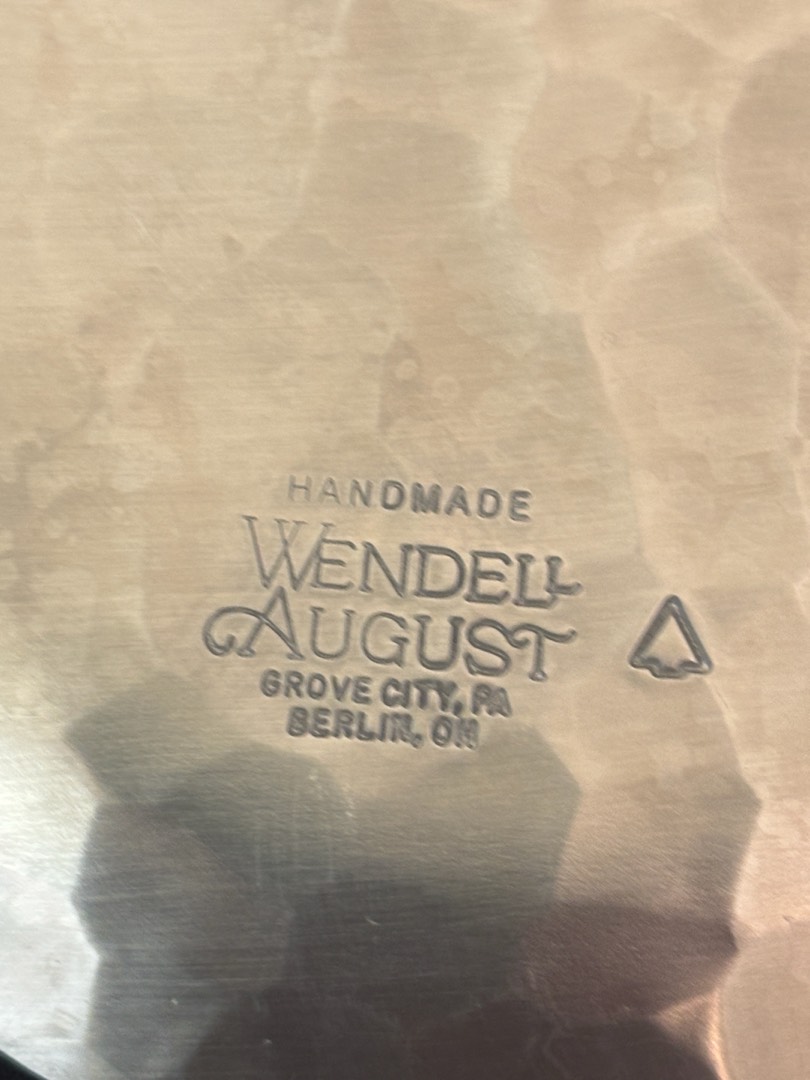 HANDMADE
WENDELL
AUGUST
GROVE CITY, PA
BERLIN, OH